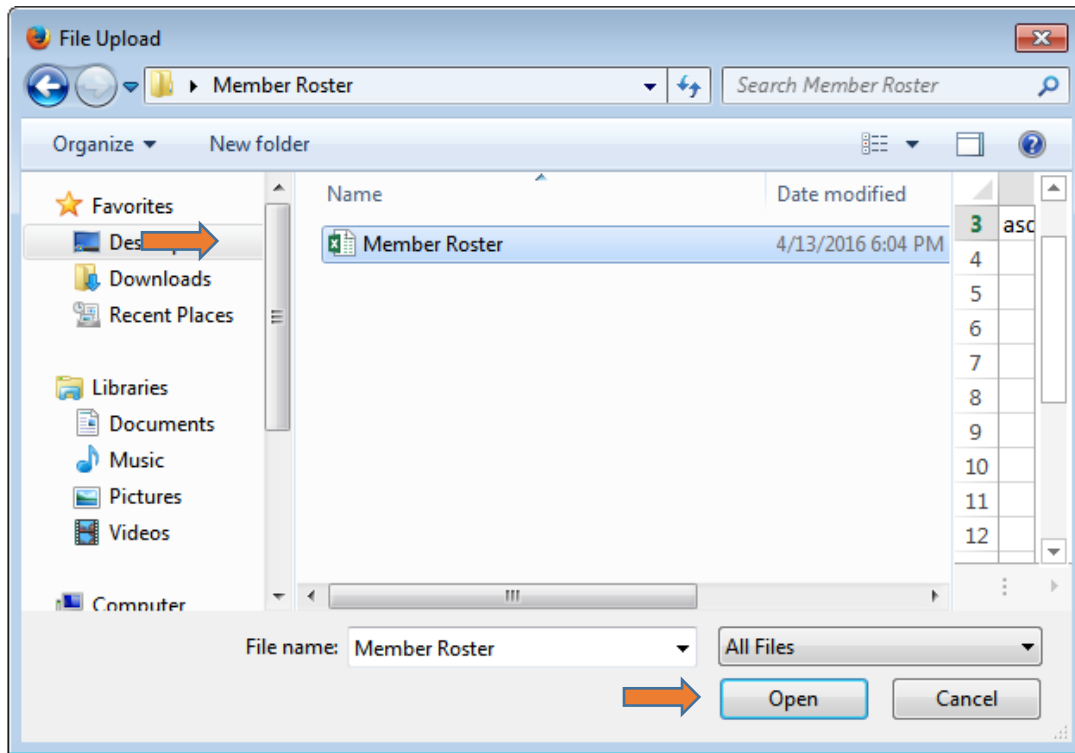 File Upload
Member Roster
Search Member Roster
Organize
New folder
Name
Date modified
Favorites
Downloads
Recent Places
Libraries
Documents
Music
Pictures
Videos
Computer
Member Roster
4/13/2016 6:04 PM
3 asc
4
5
6
7
8
9
10
11
12
File name: Member Roster
All Files
Open
Cancel